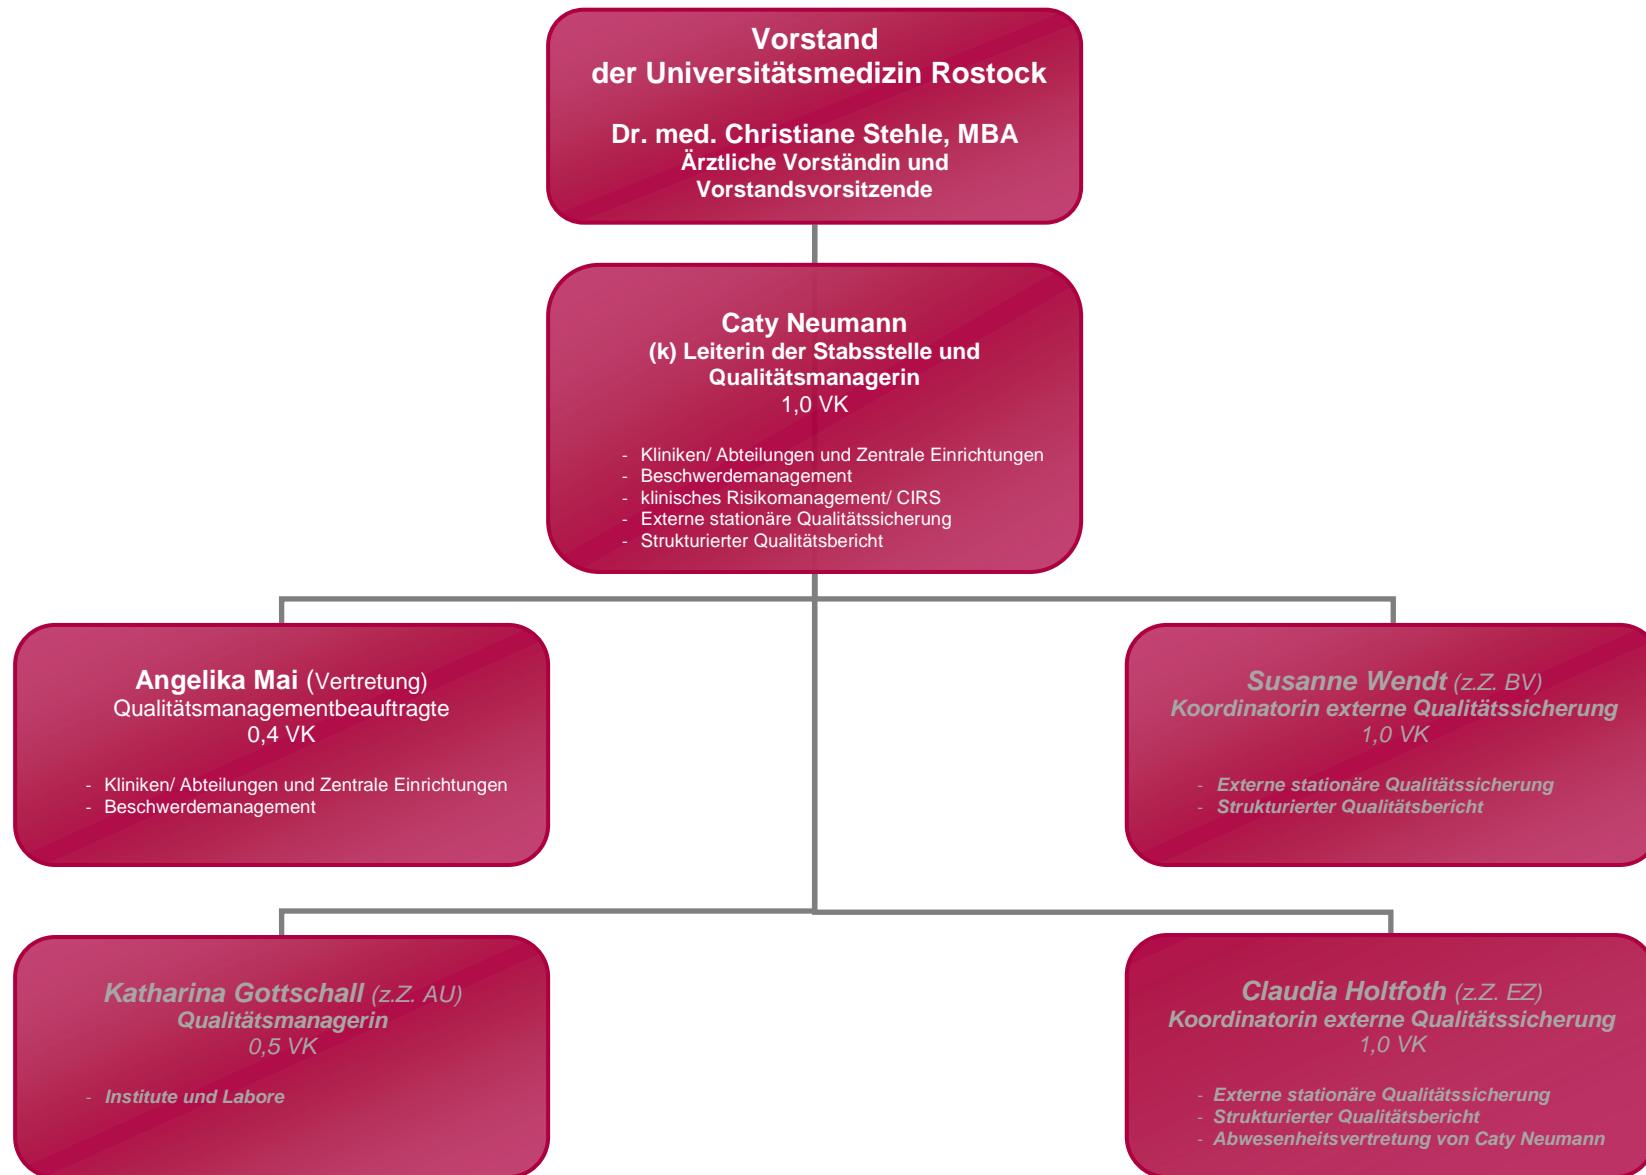 Vorstand
der Universitätsmedizin Rostock
Dr. med. Christiane Stehle, MBA
Ärztliche Vorständin und
Vorstandsvorsitzende
Caty Neumann
(k) Leiterin der Stabsstelle und
Qualitätsmanagerin
1,0 VK
- Kliniken/ Abteilungen und Zentrale Einrichtungen
- Beschwerdemanagement
- klinisches Risikomanagement/ CIRS
- Externe stationäre Qualitätssicherung
- Strukturierter Qualitätsbericht
Angelika Mai (Vertretung)
Qualitätsmanagementbeauftragte
0,4 VK
- Kliniken/ Abteilungen und Zentrale Einrichtungen
- Beschwerdemanagement
Susanne Wendt (z.Z. BV)
Koordinatorin externe Qualitätssicherung
1,0 VK
- Externe stationäre Qualitätssicherung
- Strukturierter Qualitätsbericht
Katharina Gottschall (z.Z. AU)
Qualitätsmanagerin
0,5 VK
- Institute und Labore
Claudia Holtfoth (z.Z. EZ)
Koordinatorin externe Qualitätssicherung
1,0 VK
- Externe stationäre Qualitätssicherung
- Strukturierter Qualitätsbericht
- Abwesenheitsvertretung von Caty Neumann